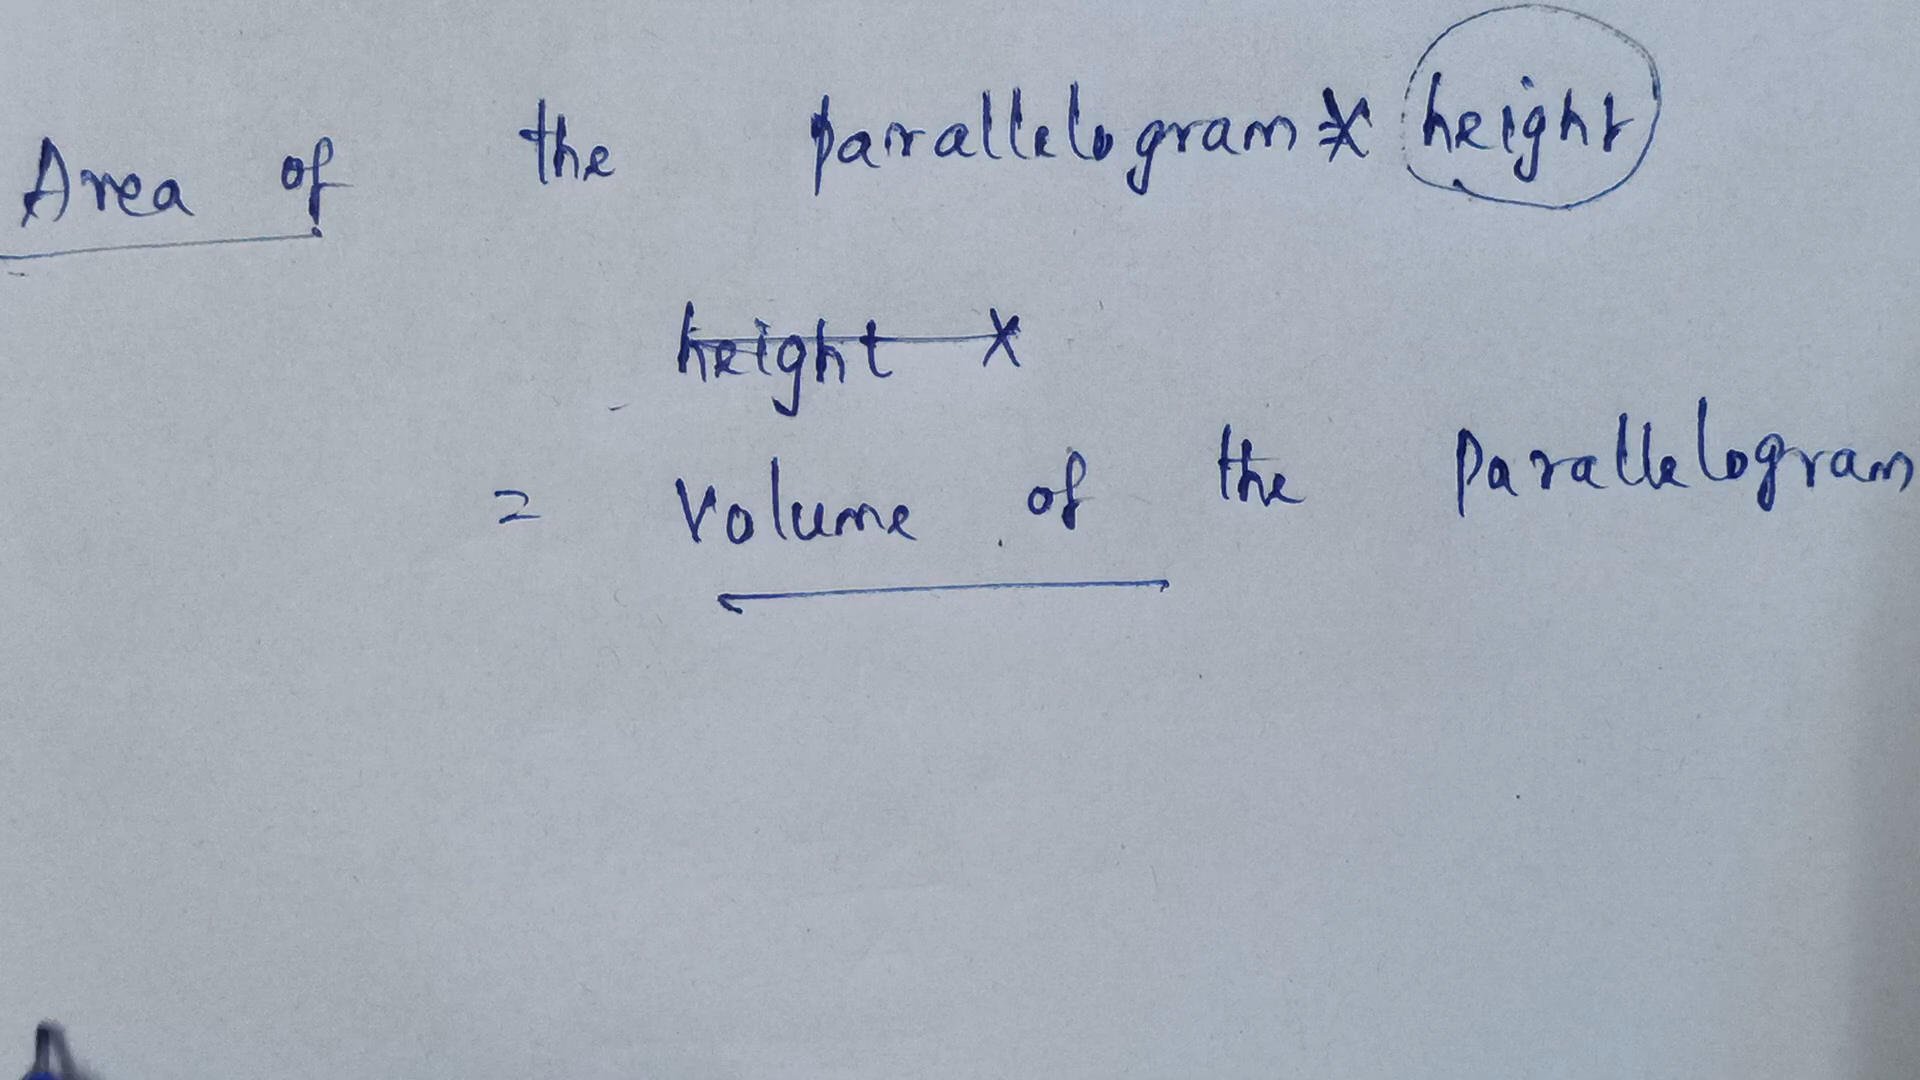 Area of the parallelogram * height
height x
= Volume of the Parallelogram